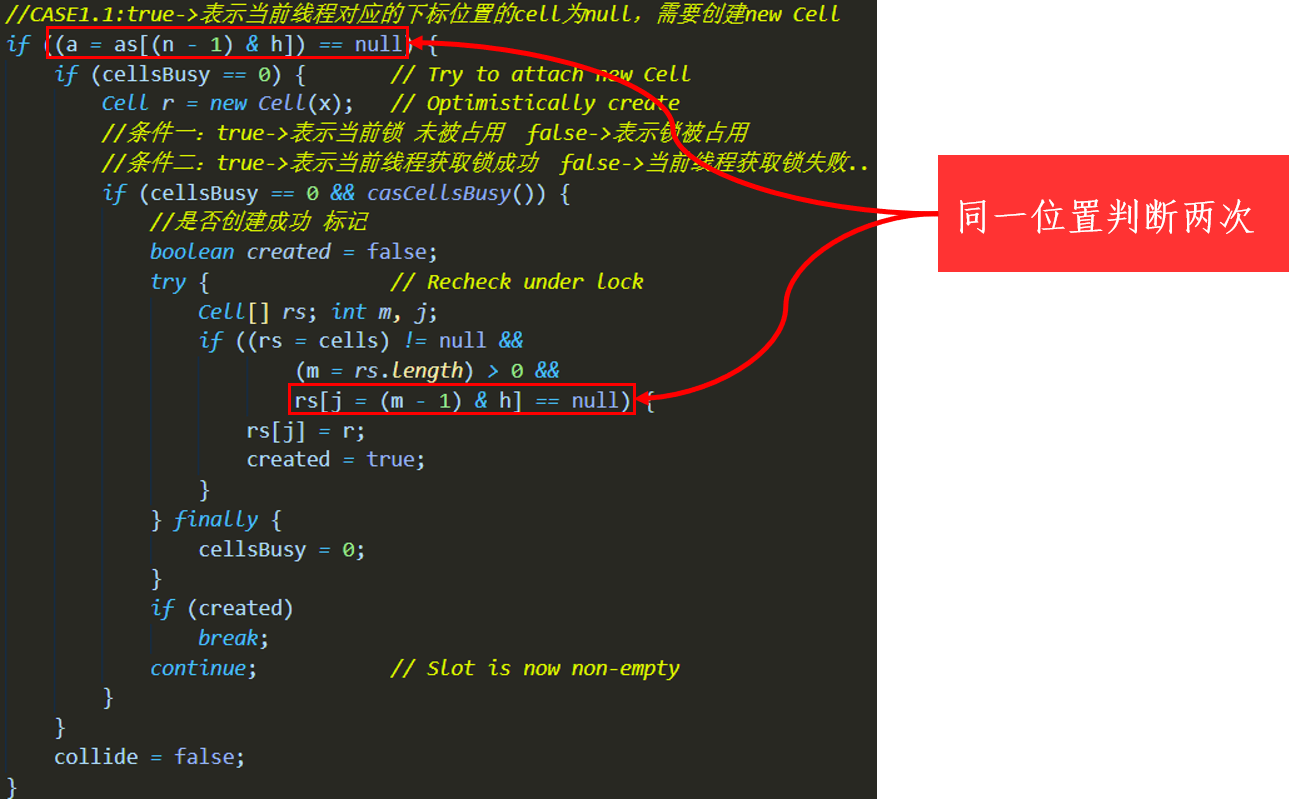 //CASE1.1:true->表示当前线程对应的下标位置的cell为null，需要创建new Cell
if ((a = as[(n - 1) & h]) == null) {
if (cellsBusy == 0) {       // Try to attach new Cell
Cell r = new Cell(x);   // Optimistically create
//条件一：true->表示当前锁 未被占用  false->表示锁被占用
//条件二：true->表示当前线程获取锁成功  false->当前线程获取锁失败..
if (cellsBusy == 0 && casCellsBusy()) {
//是否创建成功 标记
boolean created = false;
try {               // Recheck under lock
Cell[] rs; int m, j;
if ((rs = cells) != null &&
(m = rs.length) > 0 &&
rs[j = (m - 1) & h] == null) {
rs[j] = r;
created = true;
}
} finally {
cellsBusy = 0;
}
if (created)
break;
continue;           // Slot is now non-empty
}
}
collide = false;
}
同一位置判断两次